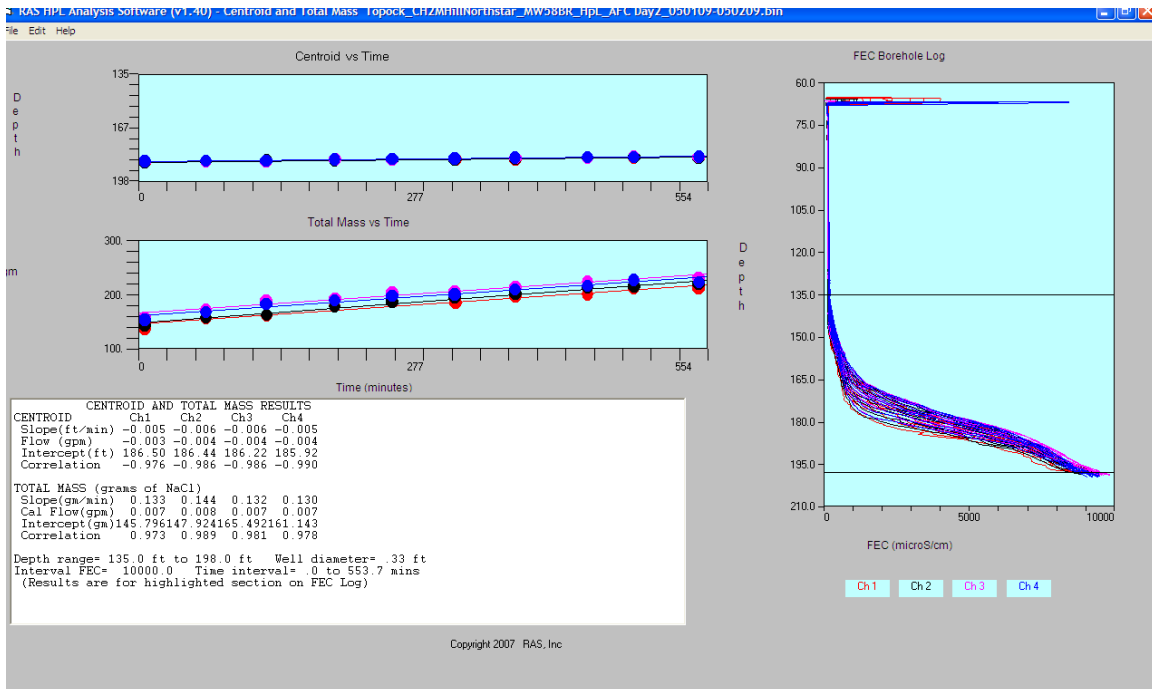 RAS HPL Analysis Software (v1.40) - Centroid and Total Mass Topock_CH2MHillNorthstar_MW58BR_HpL_AFC Day2_050109-050209.bin
File Edit Help
Centroid vs Time
Depth
135
167
198
0
277
554
Total Mass vs Time
gm
300.
200.
100.
0
277
554
Time (minutes)
CENTROID AND TOTAL MASS RESULTS
CENTROID Ch1 Ch2 Ch3 Ch4
Slope(ft/min) -0.005 -0.006 -0.006 -0.005
Flow (gpm) -0.003 -0.004 -0.004 -0.004
Intercept(ft) 186.50 186.44 186.22 185.92
Correlation -0.976 -0.986 -0.986 -0.990
TOTAL MASS (grams of NaCl)
Slope(gm/min) 0.133 0.144 0.132 0.130
Cal Flow(gpm) 0.007 0.008 0.007 0.007
Intercept(gm)145.796147.924165.492161.143
Correlation 0.973 0.989 0.981 0.978
Depth range= 135.0 ft to 198.0 ft Well diameter= .33 ft
Interval FEC= 10000.0 Time interval= .0 to 553.7 mins
(Results are for highlighted section on FEC Log)
FEC Borehole Log
Depth
60.0
75.0
90.0
105.0
120.0
135.0
150.0
165.0
180.0
195.0
210.0
0
5000
10000
FEC (microS/cm)
Ch 1 Ch 2 Ch 3 Ch 4
Copyright 2007 RAS, Inc